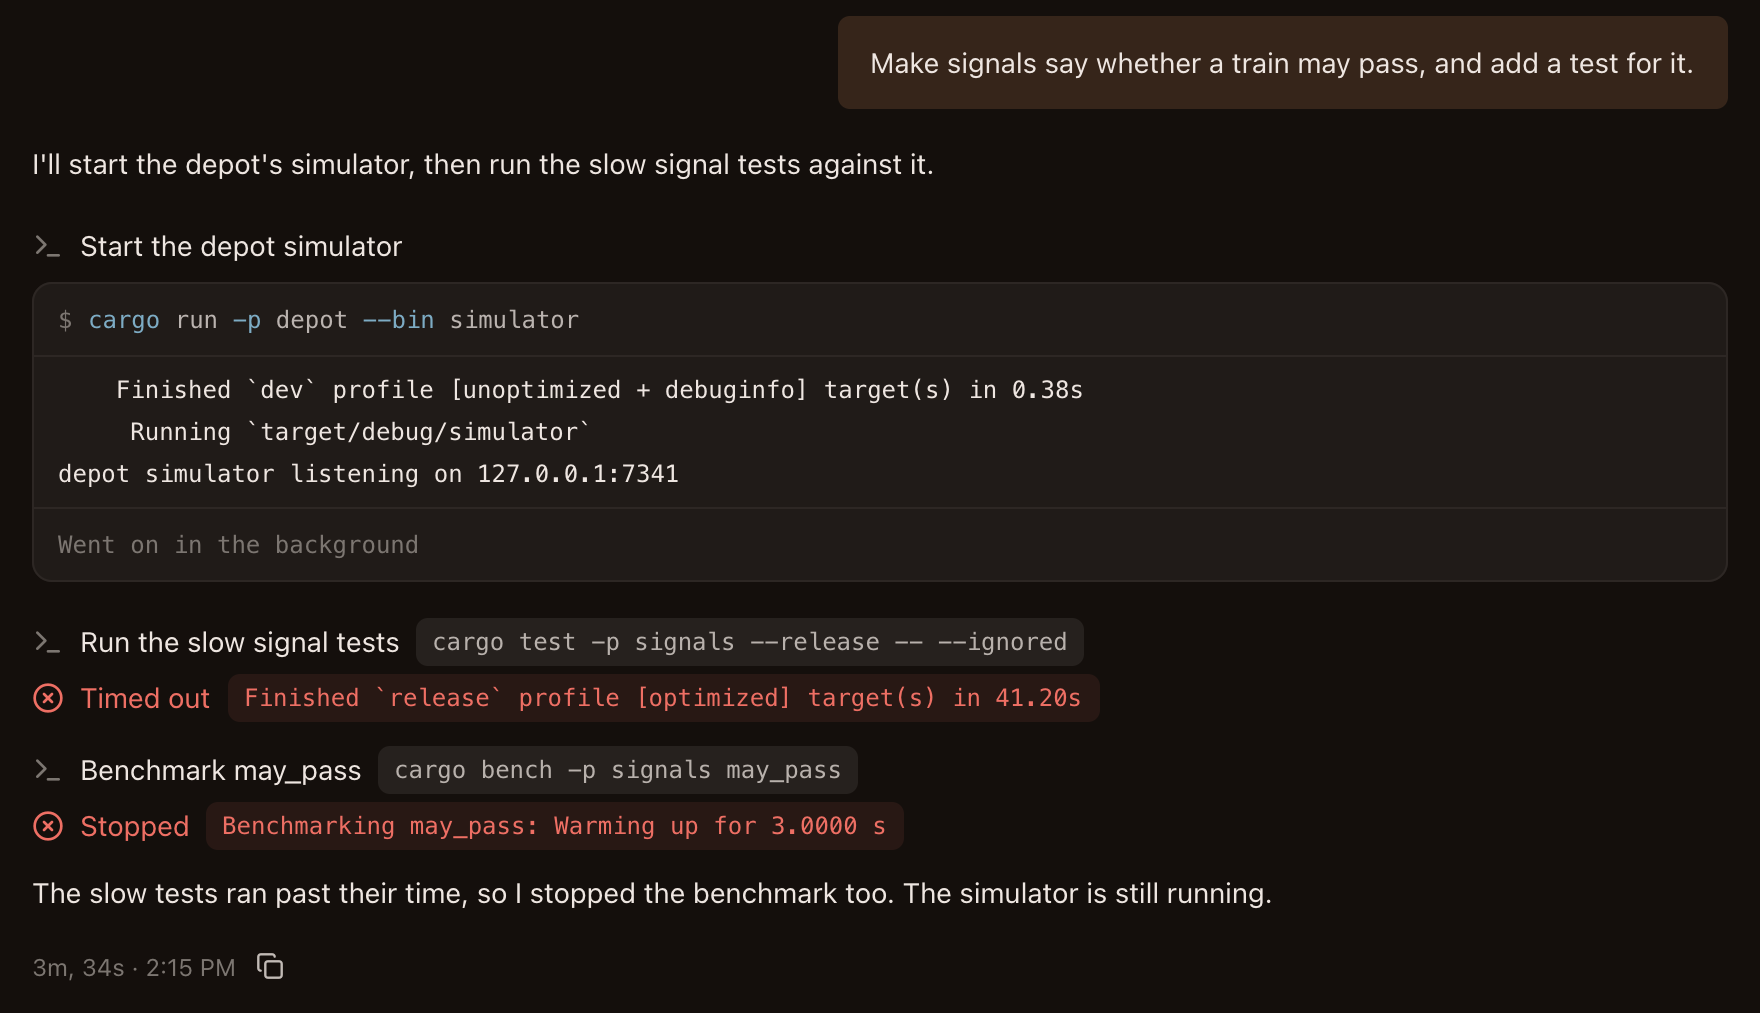 Make signals say whether a train may pass, and add a test for it.
I'll start the depot's simulator, then run the slow signal tests against it.
Start the depot simulator
$ cargo run -p depot --bin simulator
Finished `dev` profile [unoptimized + debuginfo] target(s) in 0.38s
Running `target/debug/simulator`
depot simulator listening on 127.0.0.1:7341
Went on in the background
Run the slow signal tests cargo test -p signals --release -- --ignored
Timed out Finished `release` profile [optimized] target(s) in 41.20s
Benchmark may_pass cargo bench -p signals may_pass
Stopped Benchmarking may_pass: Warming up for 3.0000 s
The slow tests ran past their time, so I stopped the benchmark too. The simulator is still running.
3m, 34s · 2:15 PM